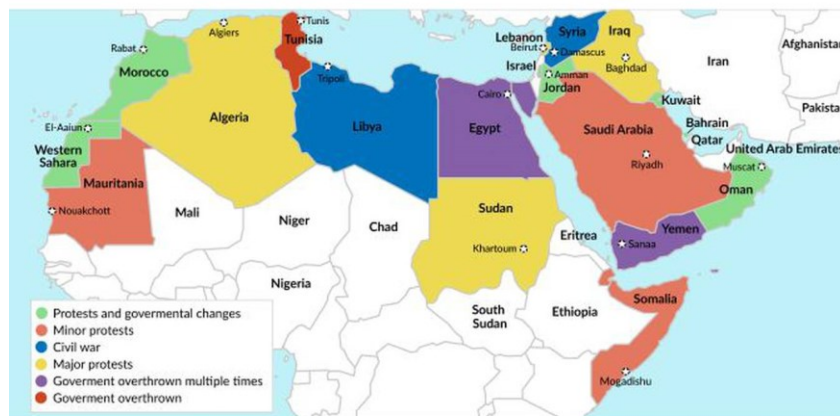 Tunis
Algiers
Tunisia
Rabat
Morocco
Tripoli
Lebanon
Beirut
Syria
Damascus
Iraq
Baghdad
Iran
Afghanistan
Pakista
Israel
Amman
Jordan
Cairo
Kuwait
Bahrain
Qatar
United Arab Emirates
El-Aaiun
Western
Sahara
Algeria
Libya
Egypt
Saudi Arabia
Riyadh
Muscat
Oman
Mauritania
Nouakchott
Mali
Niger
Chad
Sudan
Khartoum
Eritrea
Yemen
Sanaa
Nigeria
South
Sudan
Ethiopia
Somalia
Mogadishu
Protests and govermental changes
Minor protests
Civil war
Major protests
Goverment overthrown multiple times
Goverment overthrown